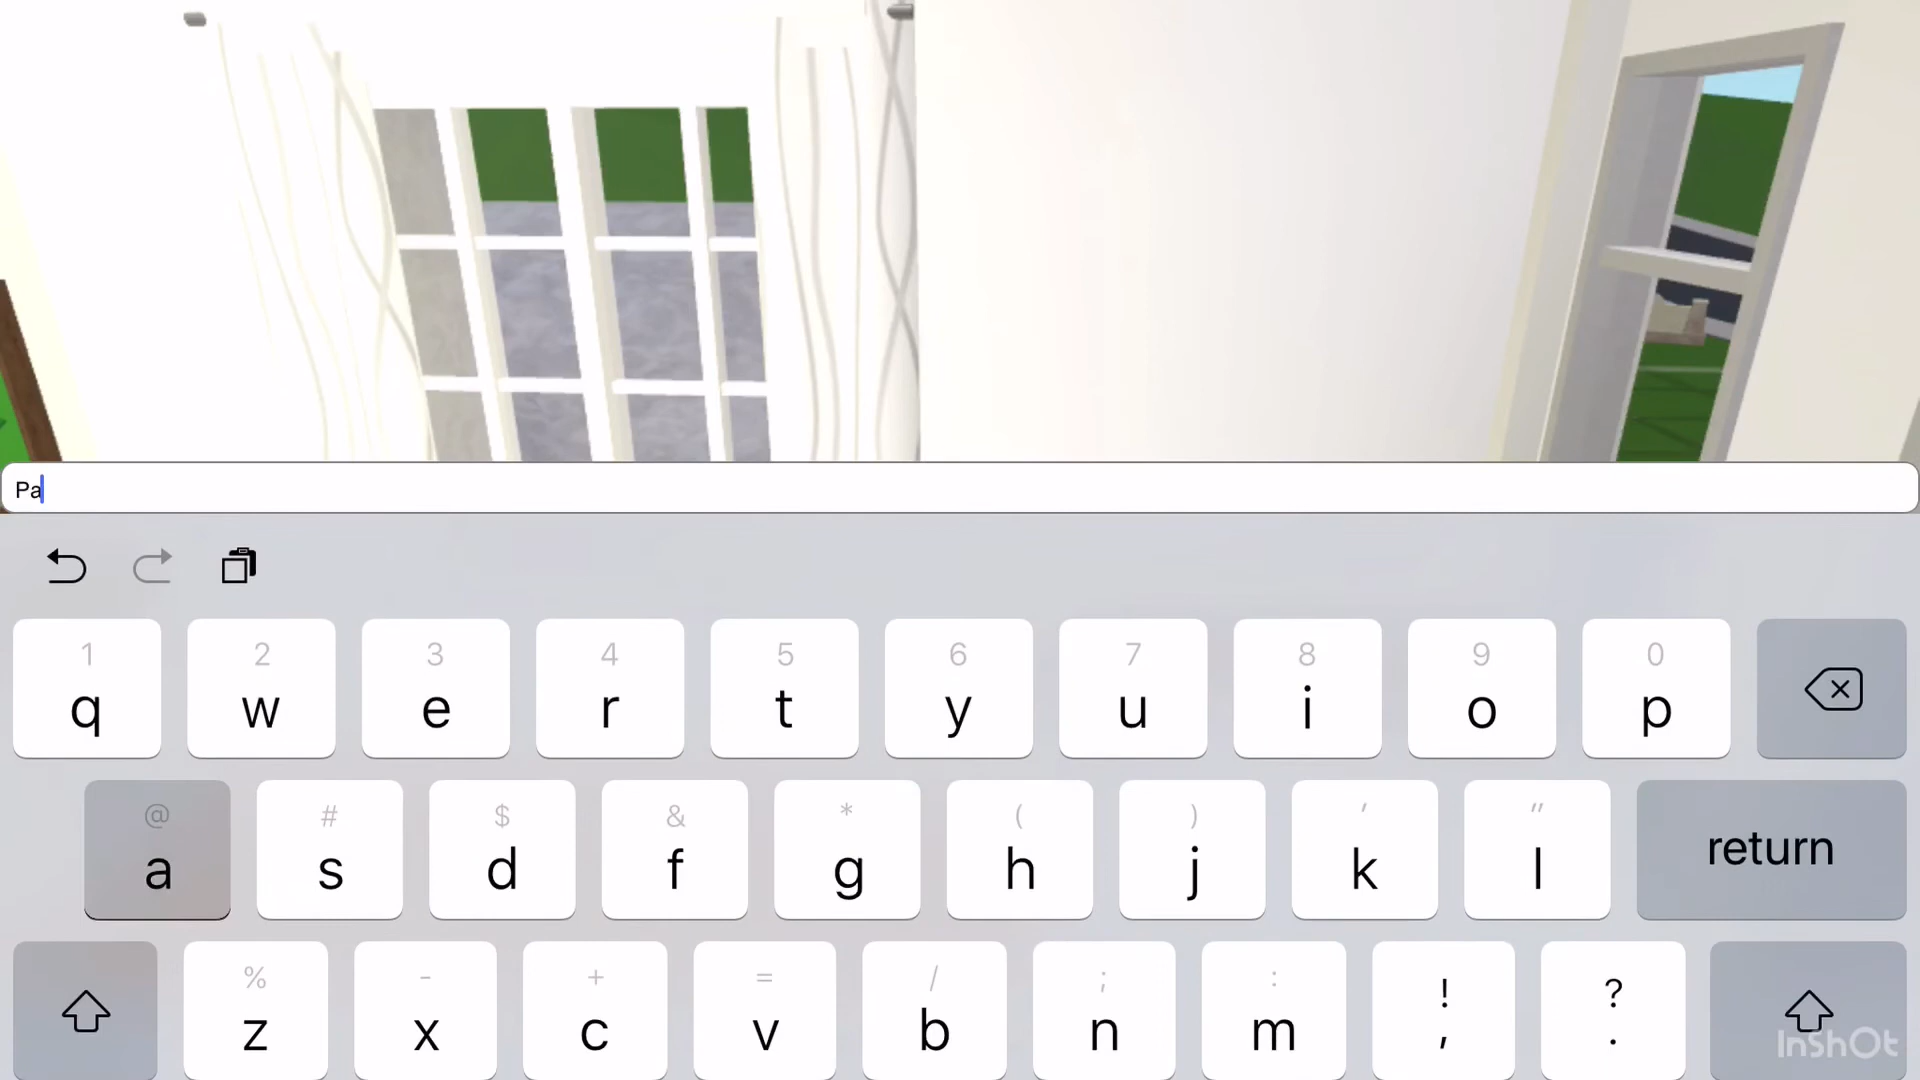 Pa
1 2 3 4 5 6 7 8 9 0
q w e r t y u i o p
@ # $ & * ( ) ' "
a s d f g h j k l return
% - + = / ; : ! ?
z x c v b n m , .
InShOt